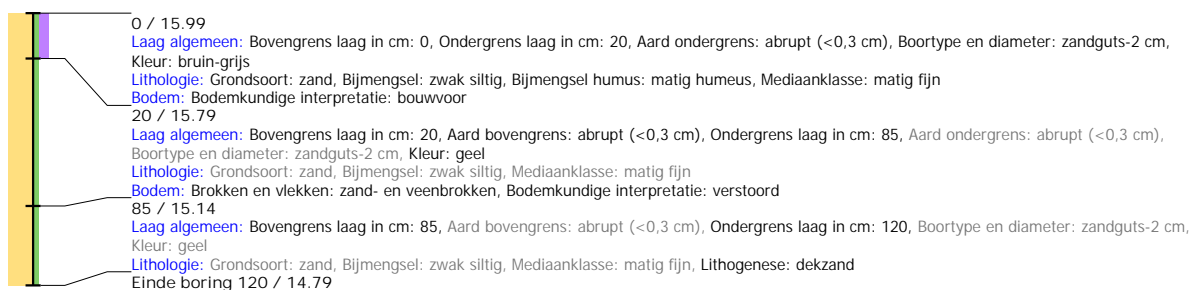 0 / 15.99
Laag algemeen: Bovengrens laag in cm: 0, Ondergrens laag in cm: 20, Aard ondergrens: abrupt (<0,3 cm), Boortype en diameter: zandguts-2 cm,
Kleur: bruin-grijs
Lithologie: Grondsoort: zand, Bijmengsel: zwak siltig, Bijmengsel humus: matig humeus, Mediaanklasse: matig fijn
Bodem: Bodemkundige interpretatie: bouwvoor
20 / 15.79
Laag algemeen: Bovengrens laag in cm: 20, Aard bovengrens: abrupt (<0,3 cm), Ondergrens laag in cm: 85, Aard ondergrens: abrupt (<0,3 cm),
Boortype en diameter: zandguts-2 cm, Kleur: geel
Lithologie: Grondsoort: zand, Bijmengsel: zwak siltig, Mediaanklasse: matig fijn
Bodem: Brokken en vlekken: zand- en veenbrokken, Bodemkundige interpretatie: verstoord
85 / 15.14
Laag algemeen: Bovengrens laag in cm: 85, Aard bovengrens: abrupt (<0,3 cm), Ondergrens laag in cm: 120, Boortype en diameter: zandguts-2 cm,
Kleur: geel
Lithologie: Grondsoort: zand, Bijmengsel: zwak siltig, Mediaanklasse: matig fijn, Lithogenese: dekzand
Einde boring 120 / 14.79